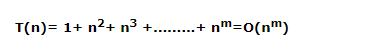 T(n)= 1+ n²+ n³ +.........+ nᵐ=O(nᵐ)